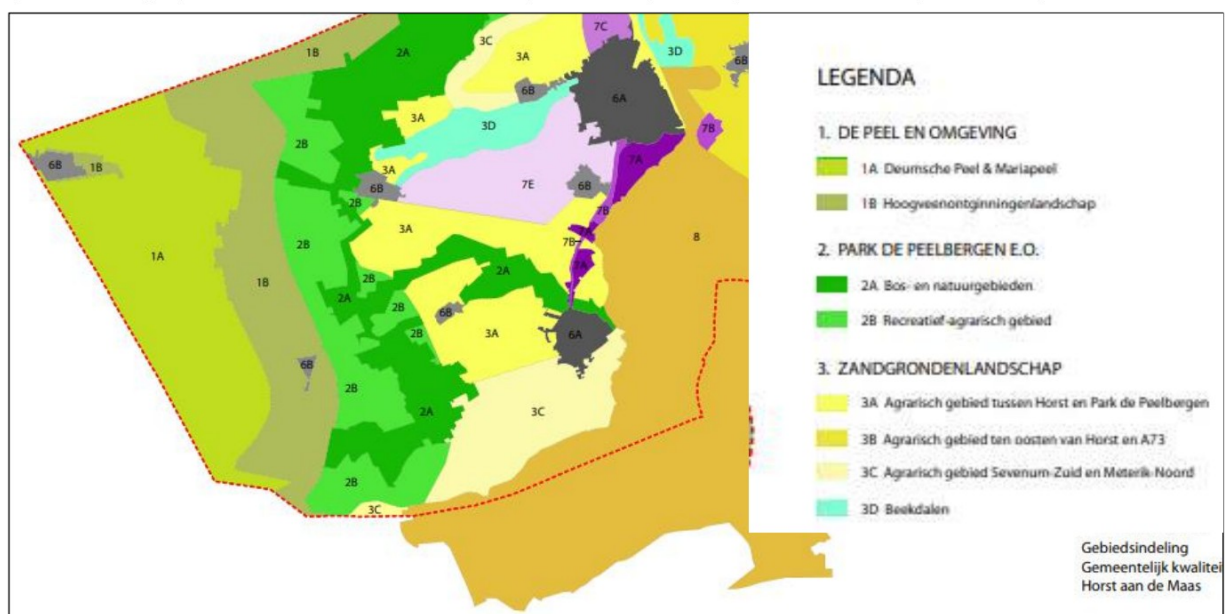 1B
2A
3C
3A
7C
3D
6B
6B
6A
3A
3D
2B
7B
6B
1B
3A
7A
6B
7E
6B
2B
7B
3A
2B
7A
7B
8
1A
2A
7A
1B
2B
2A
2B
6B
6A
2B
3A
6B
2B
2A
3C
2B
3C
LEGENDA
1. DE PEEL EN OMGEVING
1A Deurnsche Peel & Mariapeel
1B Hoogveenontginningenlandschap
2. PARK DE PEELBERGEN E.O.
2A Bos- en natuurgebieden
2B Recreatief-agrarisch gebied
3. ZANDGRONDENLANDSCHAP
3A Agrarisch gebied tussen Horst en Park de Peelbergen
3B Agrarisch gebied ten oosten van Horst en A73
3C Agrarisch gebied Sevenum-Zuid en Meterik-Noord
3D Beekdalen
Gebiedsindeling
Gemeentelijk kwalitei
Horst aan de Maas